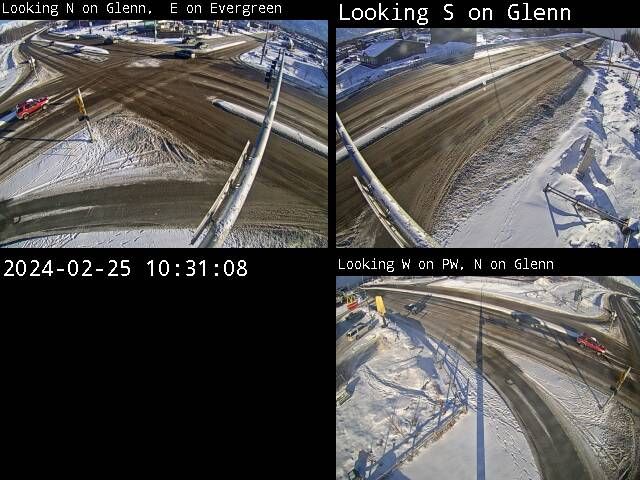 Looking N on Glenn,  E on Evergreen
Looking S on Glenn
2024-02-25 10:31:08
Looking W on PW, N on Glenn